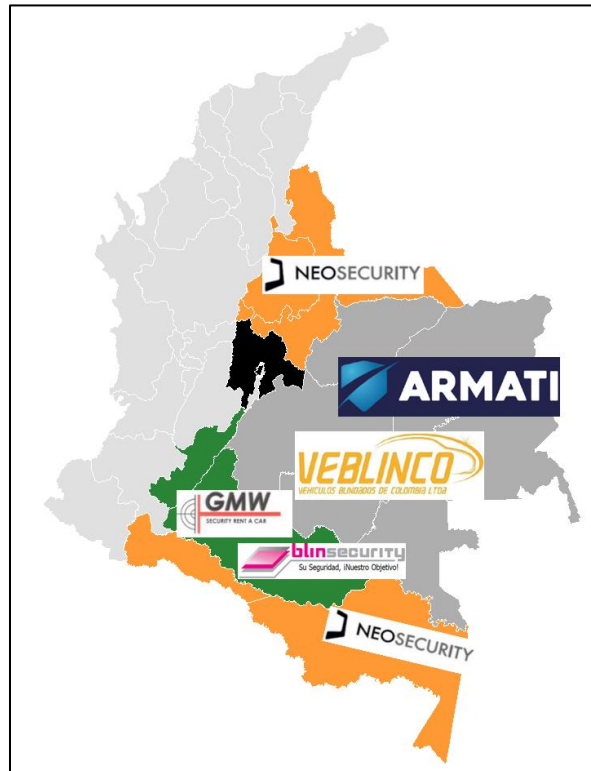 NEOSECURITY
ARMATI
VEBLINCO
VEHICULOS BLINDADOS DE COLOMBIA LTDA
GMW
SECURITY RENT A CAR
blinsecurity
Su Seguridad, ¡Nuestro Objetivo!
NEOSECURITY